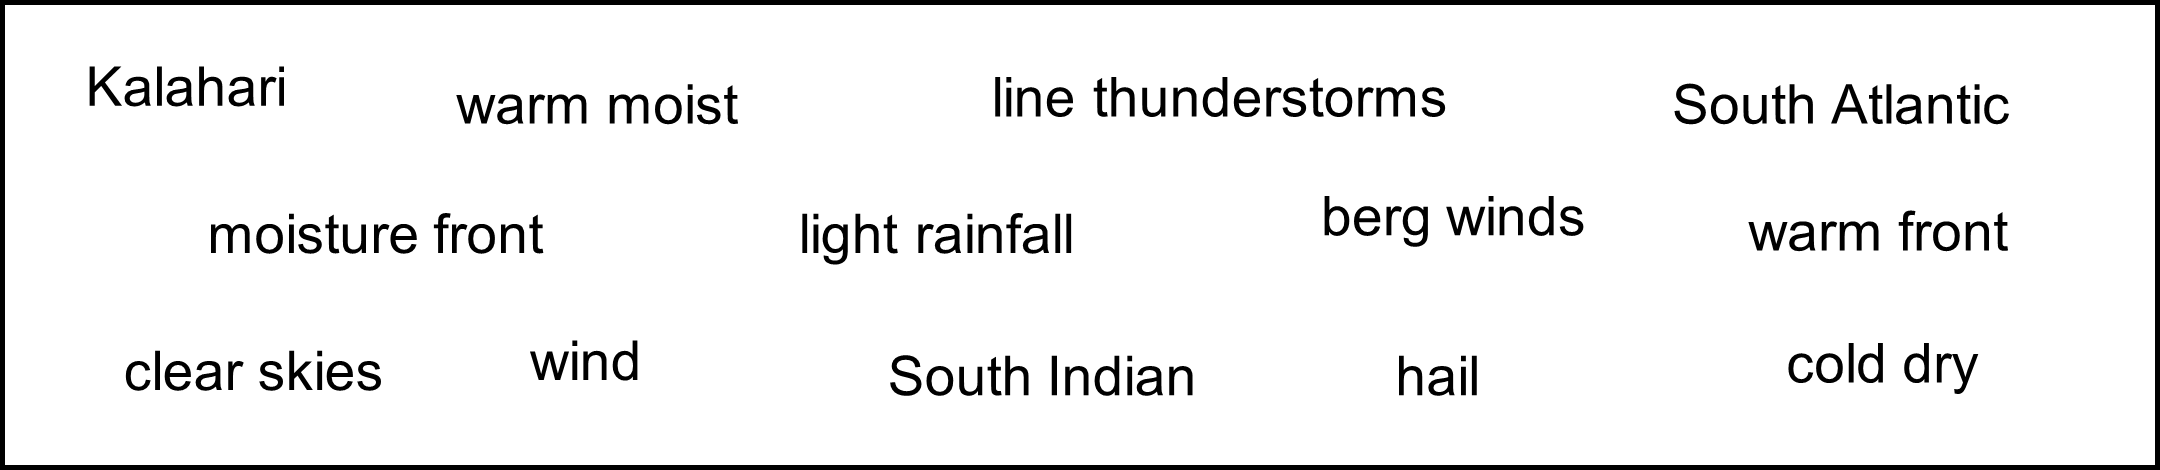 Kalahari warm moist line thunderstorms South Atlantic
moisture front light rainfall berg winds warm front
clear skies wind South Indian hail cold dry